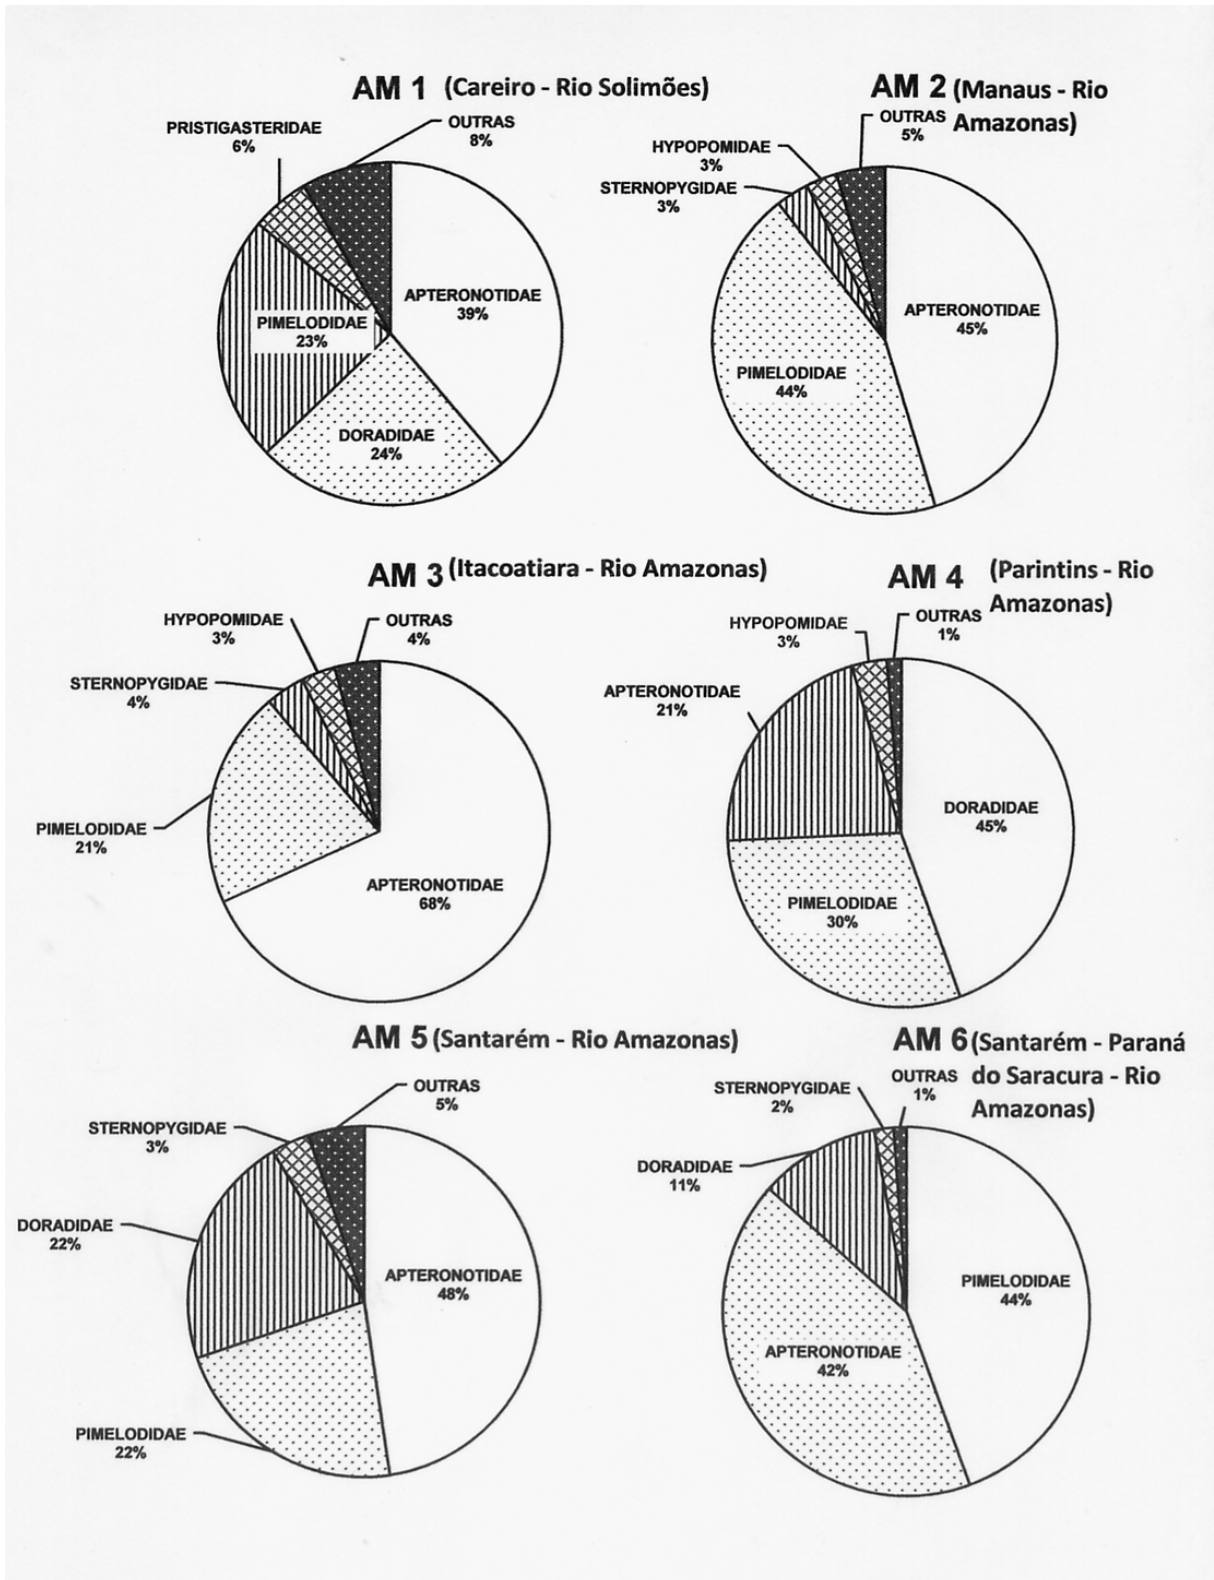 AM 1 (Careiro - Rio Solimões)
PRISTIGASTERIDAE
6%
OUTRAS
8%
APTERONOTIDAE
39%
PIMELODIDAE
23%
DORADIDAE
24%
AM 2 (Manaus - Rio
Amazonas)
OUTRAS
5%
HYPOPOMIDAE
3%
STERNOPYGIDAE
3%
APTERONOTIDAE
45%
PIMELODIDAE
44%
AM 3 (Itacoatiara - Rio Amazonas)
HYPOPOMIDAE
3%
OUTRAS
4%
STERNOPYGIDAE
4%
PIMELODIDAE
21%
APTERONOTIDAE
68%
AM 4 (Parintins - Rio
Amazonas)
OUTRAS
1%
HYPOPOMIDAE
3%
APTERONOTIDAE
21%
DORADIDAE
45%
PIMELODIDAE
30%
AM 5 (Santarém - Rio Amazonas)
OUTRAS
5%
STERNOPYGIDAE
3%
DORADIDAE
22%
APTERONOTIDAE
48%
PIMELODIDAE
22%
AM 6 (Santarém - Paraná
do Saracura - Rio
Amazonas)
OUTRAS
1%
STERNOPYGIDAE
2%
DORADIDAE
11%
PIMELODIDAE
44%
APTERONOTIDAE
42%